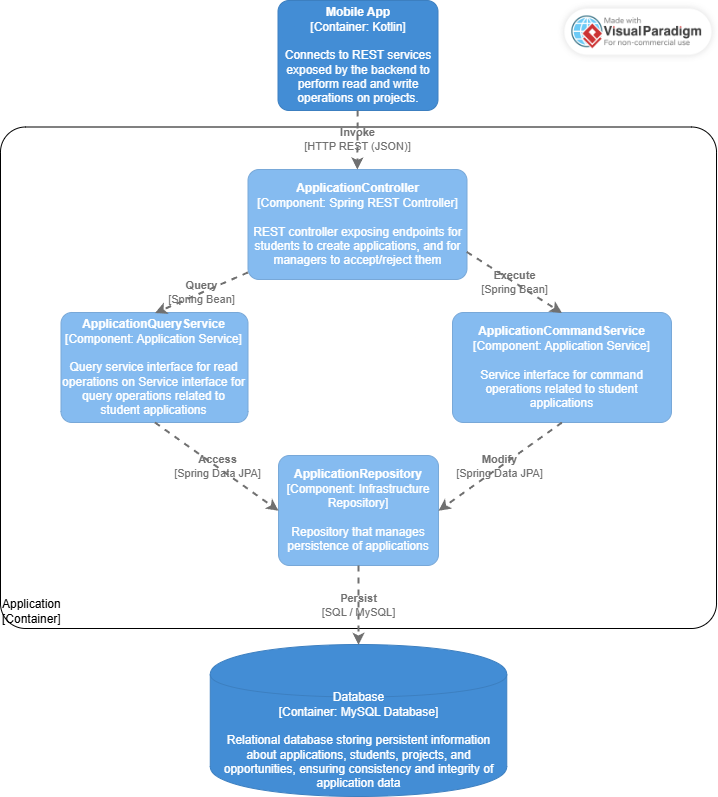 Mobile App
[Container: Kotlin]
Connects to REST services
exposed by the backend to
perform read and write
operations on projects.
Made with
VisualParadigm
For non-commercial use
Invoke
[HTTP REST (JSON)]
ApplicationController
[Component: Spring REST Controller]
REST controller exposing endpoints for
students to create applications, and for
managers to accept/reject them
Query
[Spring Bean]
Execute
[Spring Bean]
ApplicationQueryService
[Component: Application Service]
Query service interface for read
operations on Service interface for
query operations related to
student applications
ApplicationCommandService
[Component: Application Service]
Service interface for command
operations related to student
applications
Access
[Spring Data JPA]
Modify
[Spring Data JPA]
ApplicationRepository
[Component: Infrastructure
Repository]
Repository that manages
persistence of applications
Persist
[SQL / MySQL]
Application
[Container]
Database
[Container: MySQL Database]
Relational database storing persistent information
about applications, students, projects, and
opportunities, ensuring consistency and integrity of
application data